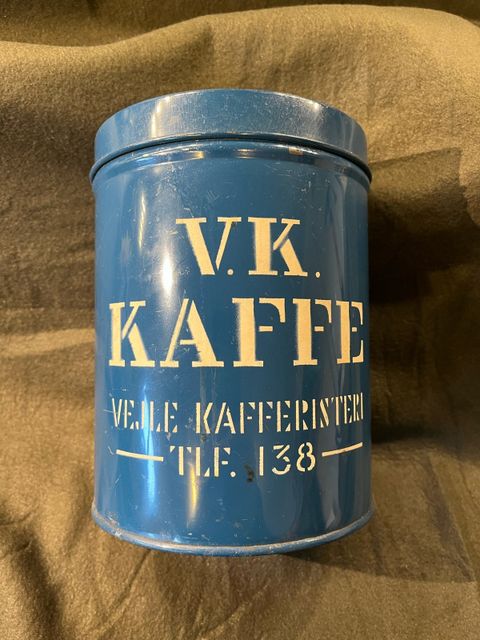 V.K.
KAFFE
VEJLE KAFFERISTERI
TLF. 138